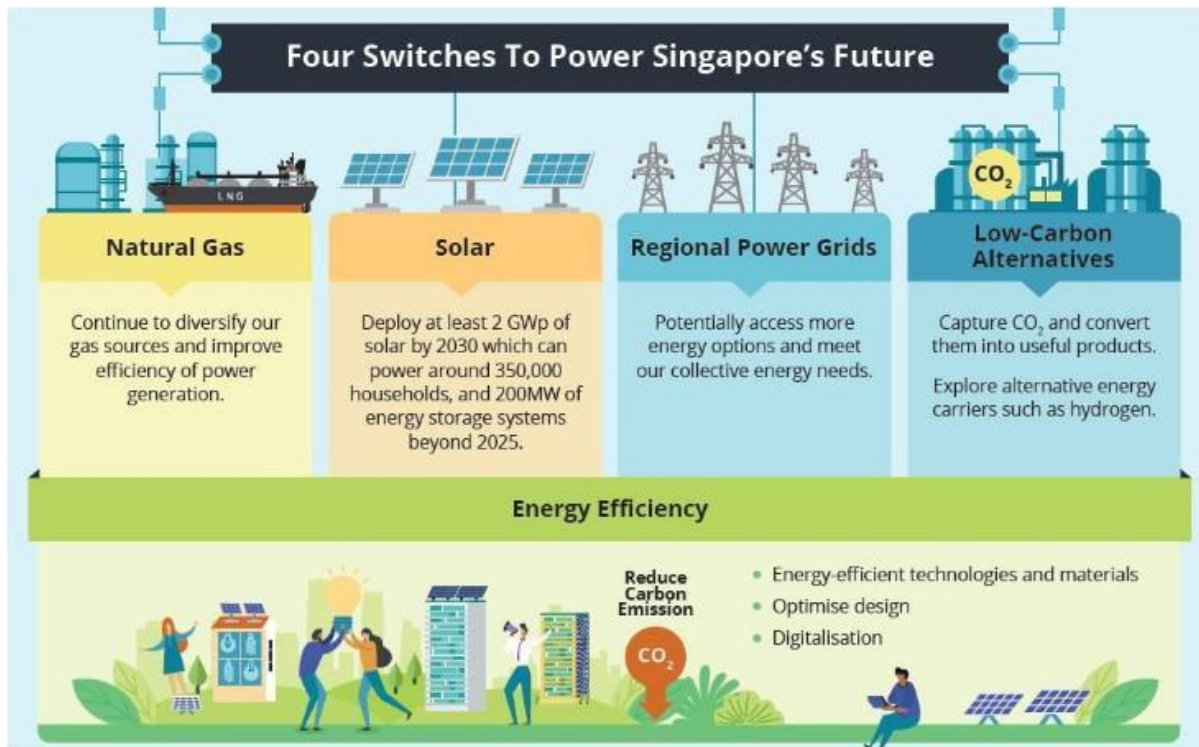 Four Switches To Power Singapore's Future
LNG
CO₂
Natural Gas
Continue to diversify our
gas sources and improve
efficiency of power
generation.
Solar
Deploy at least 2 GWp of
solar by 2030 which can
power around 350,000
households, and 200MW of
energy storage systems
beyond 2025.
Regional Power Grids
Potentially access more
energy options and meet
our collective energy needs.
Low-Carbon
Alternatives
Capture CO₂ and convert
them into useful products.
Explore alternative energy
carriers such as hydrogen.
Energy Efficiency
Reduce
Carbon
Emission
CO₂
• Energy-efficient technologies and materials
• Optimise design
• Digitalisation